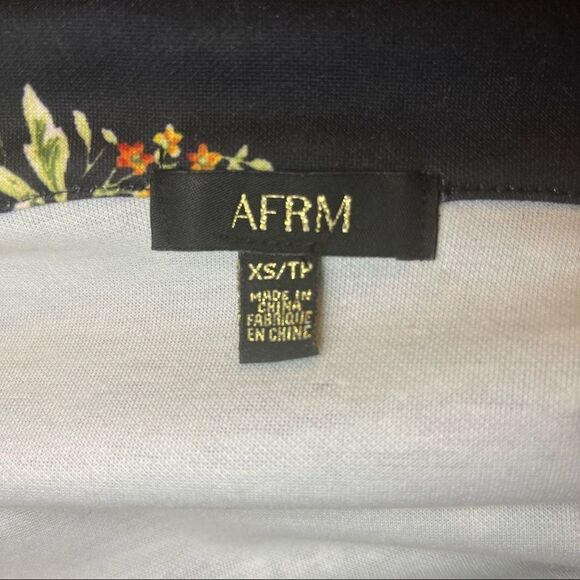 AFRM
XS/TP
MADE IN
CHINA
FABRIQUE
EN CHINE